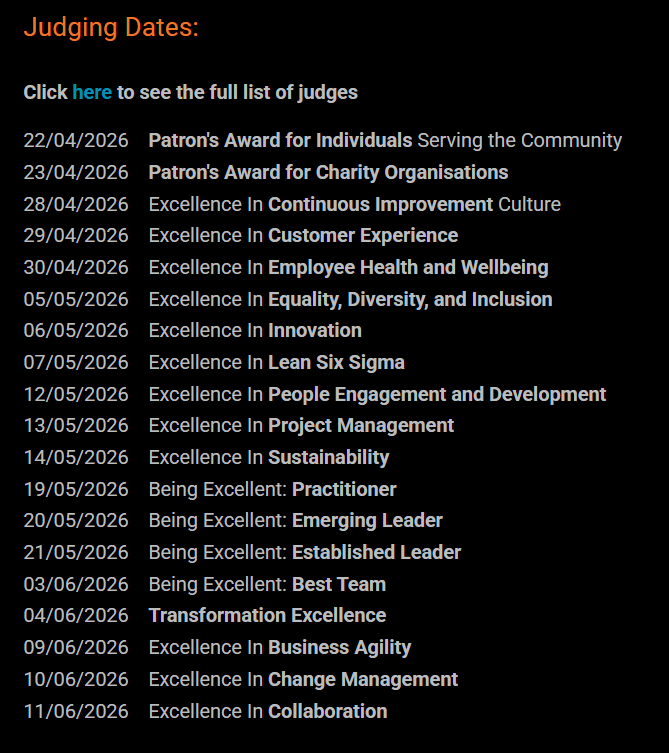 Judging Dates:
Click here to see the full list of judges
22/04/2026 Patron's Award for Individuals Serving the Community
23/04/2026 Patron's Award for Charity Organisations
28/04/2026 Excellence In Continuous Improvement Culture
29/04/2026 Excellence In Customer Experience
30/04/2026 Excellence In Employee Health and Wellbeing
05/05/2026 Excellence In Equality, Diversity, and Inclusion
06/05/2026 Excellence In Innovation
07/05/2026 Excellence In Lean Six Sigma
12/05/2026 Excellence In People Engagement and Development
13/05/2026 Excellence In Project Management
14/05/2026 Excellence In Sustainability
19/05/2026 Being Excellent: Practitioner
20/05/2026 Being Excellent: Emerging Leader
21/05/2026 Being Excellent: Established Leader
03/06/2026 Being Excellent: Best Team
04/06/2026 Transformation Excellence
09/06/2026 Excellence In Business Agility
10/06/2026 Excellence In Change Management
11/06/2026 Excellence In Collaboration